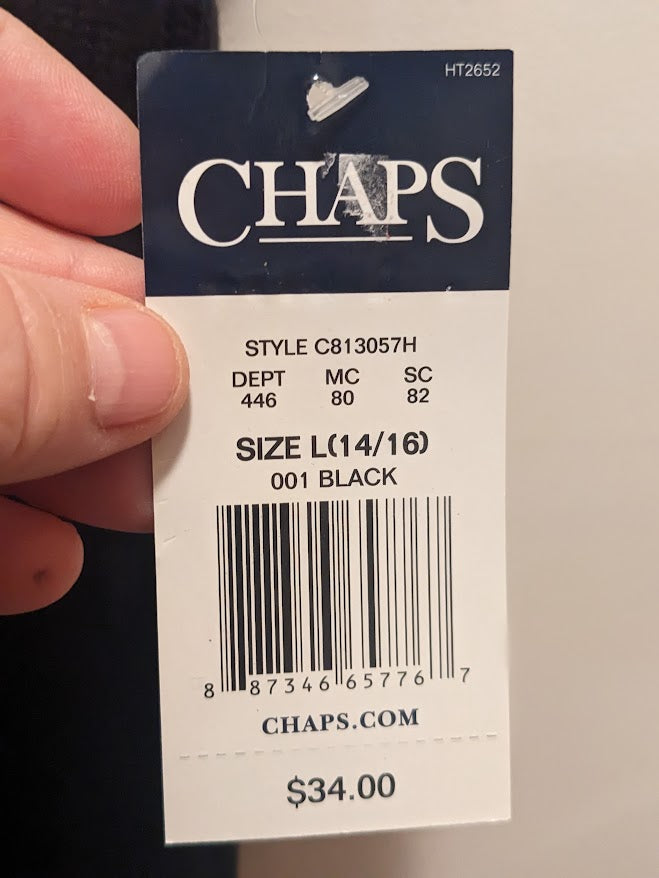 HT2652
CHAPS
STYLE C813057H
DEPT MC SC
446 80 82
SIZE L(14/16)
001 BLACK
8 87346 65776 7
CHAPS.COM
$34.00